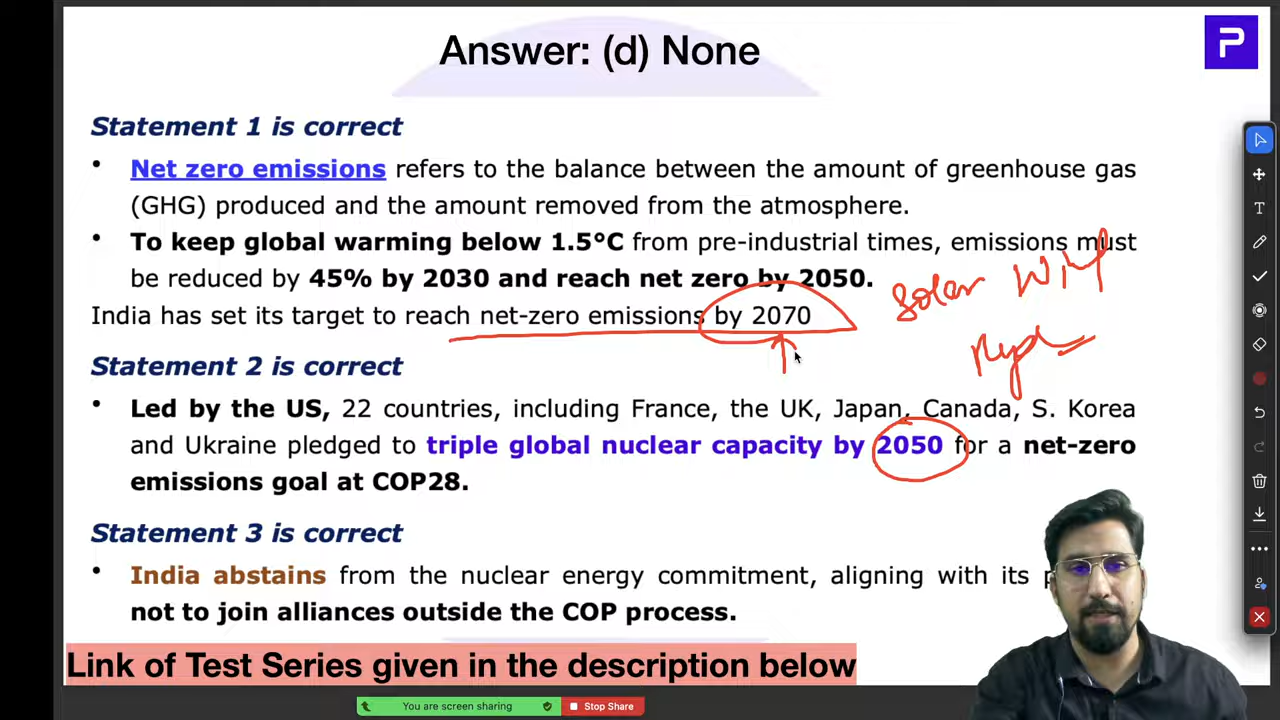 Answer: (d) None
P
Statement 1 is correct
• Net zero emissions refers to the balance between the amount of greenhouse gas
(GHG) produced and the amount removed from the atmosphere.
• To keep global warming below 1.5°C from pre-industrial times, emissions must
be reduced by 45% by 2030 and reach net zero by 2050.
Solar
India has set its target to reach net-zero emissions by 2070
Statement 2 is correct
• Led by the US, 22 countries, including France, the UK, Japan, Canada, S. Korea
and Ukraine pledged to triple global nuclear capacity by 2050 for a net-zero
emissions goal at COP28.
Statement 3 is correct
• India abstains from the nuclear energy commitment, aligning with its
not to join alliances outside the COP process.
Link of Test Series given in the description below
You are screen sharing
Stop Share